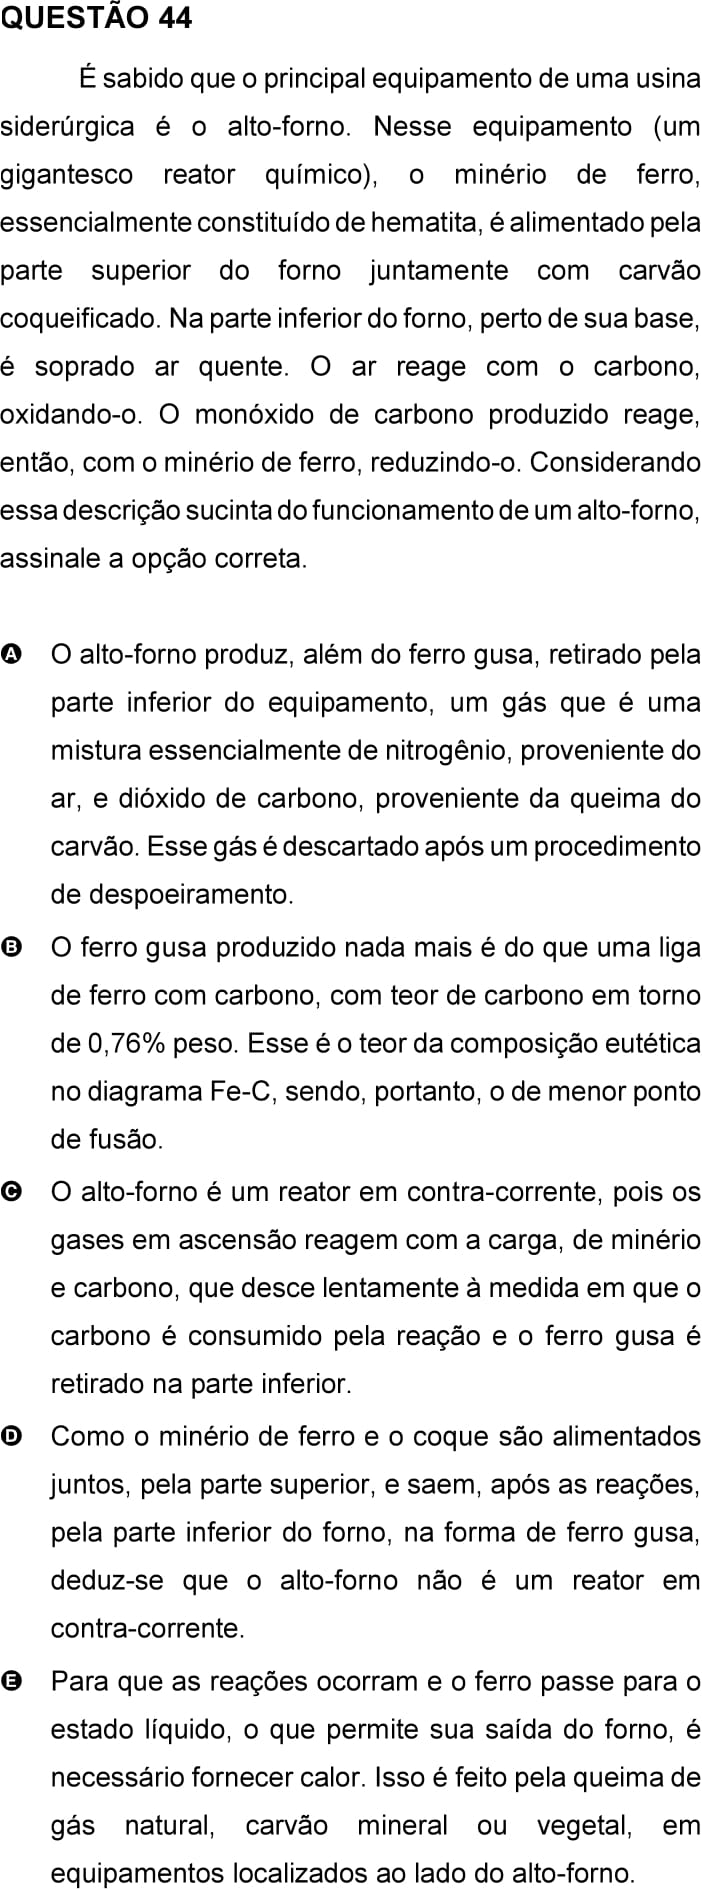 QUESTÃO 44
É sabido que o principal equipamento de uma usina
siderúrgica é o alto-forno. Nesse equipamento (um
gigantesco reator químico), o minério de ferro,
essencialmente constituído de hematita, é alimentado pela
parte superior do forno juntamente com carvão
coqueificado. Na parte inferior do forno, perto de sua base,
é soprado ar quente. O ar reage com o carbono,
oxidando-o. O monóxido de carbono produzido reage,
então, com o minério de ferro, reduzindo-o. Considerando
essa descrição sucinta do funcionamento de um alto-forno,
assinale a opção correta.
A O alto-forno produz, além do ferro gusa, retirado pela
parte inferior do equipamento, um gás que é uma
mistura essencialmente de nitrogênio, proveniente do
ar, e dióxido de carbono, proveniente da queima do
carvão. Esse gás é descartado após um procedimento
de despoeiramento.
B O ferro gusa produzido nada mais é do que uma liga
de ferro com carbono, com teor de carbono em torno
de 0,76% peso. Esse é o teor da composição eutética
no diagrama Fe-C, sendo, portanto, o de menor ponto
de fusão.
C O alto-forno é um reator em contra-corrente, pois os
gases em ascensão reagem com a carga, de minério
e carbono, que desce lentamente à medida em que o
carbono é consumido pela reação e o ferro gusa é
retirado na parte inferior.
D Como o minério de ferro e o coque são alimentados
juntos, pela parte superior, e saem, após as reações,
pela parte inferior do forno, na forma de ferro gusa,
deduz-se que o alto-forno não é um reator em
contra-corrente.
E Para que as reações ocorram e o ferro passe para o
estado líquido, o que permite sua saída do forno, é
necessário fornecer calor. Isso é feito pela queima de
gás natural, carvão mineral ou vegetal, em
equipamentos localizados ao lado do alto-forno.